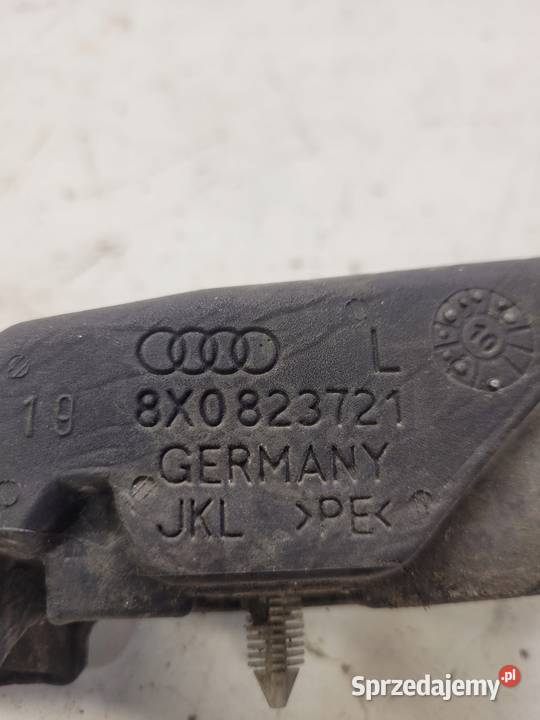 L
10
19
8X0823721
GERMANY
JKL >PE<
Sprzedajemy.pl